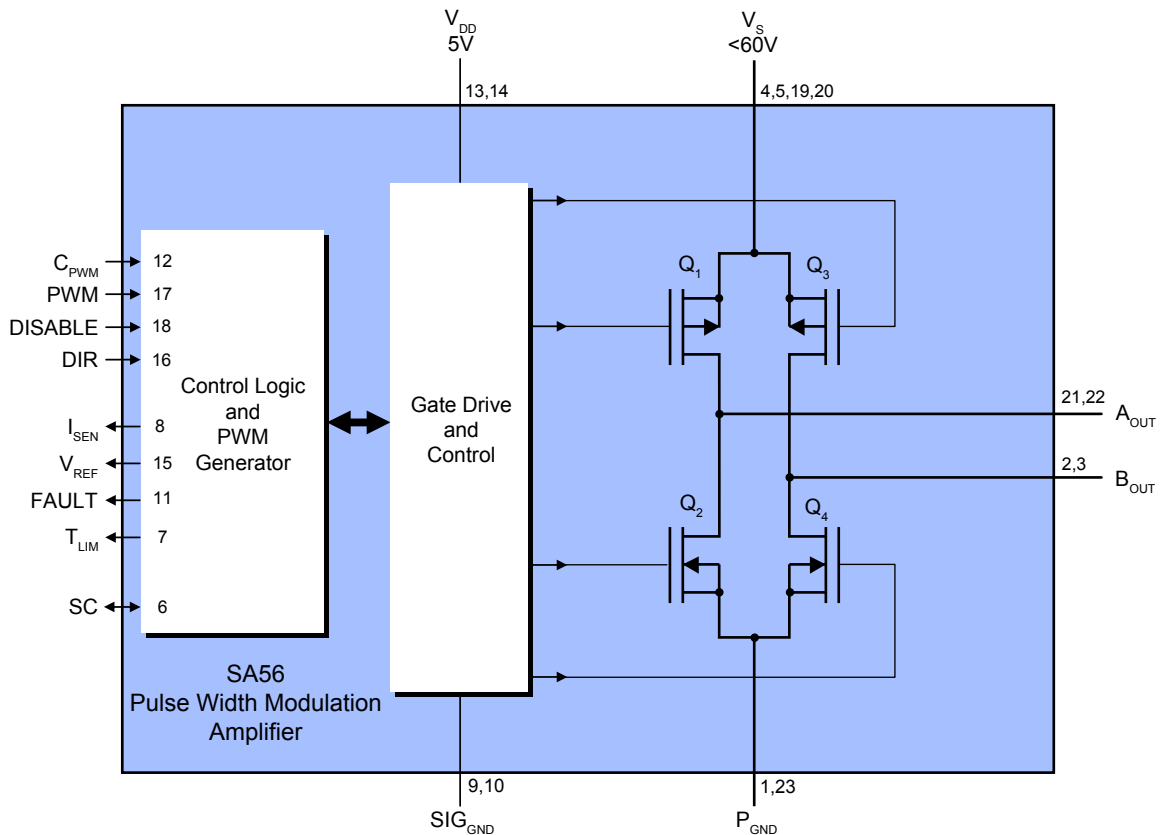 V_DD
5V
V_S
<60V
13,14
4,5,19,20
C_PWM
12
PWM
17
DISABLE
18
DIR
16
I_SEN
8
V_REF
15
FAULT
11
T_LIM
7
SC
6
Control Logic
and
PWM
Generator
Gate Drive
and
Control
Q_1
Q_3
21,22
A_OUT
2,3
B_OUT
Q_2
Q_4
SA56
Pulse Width Modulation
Amplifier
9,10
1,23
SIG_GND
P_GND